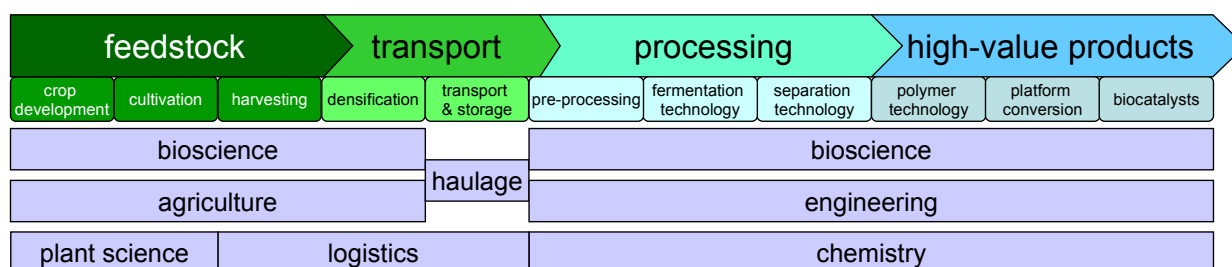 feedstock transport processing high-value products
crop development cultivation harvesting densification transport & storage pre-processing fermentation technology separation technology polymer technology platform conversion biocatalysts
bioscience bioscience
haulage
agriculture engineering
plant science logistics chemistry